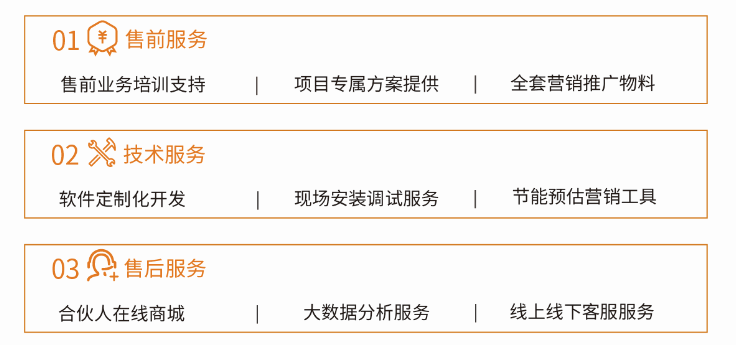 01 售前服务
售前业务培训支持 | 项目专属方案提供 | 全套营销推广物料
02 技术服务
软件定制化开发 | 现场安装调试服务 | 节能预估营销工具
03 售后服务
合伙人在线商城 | 大数据分析服务 | 线上线下客服服务